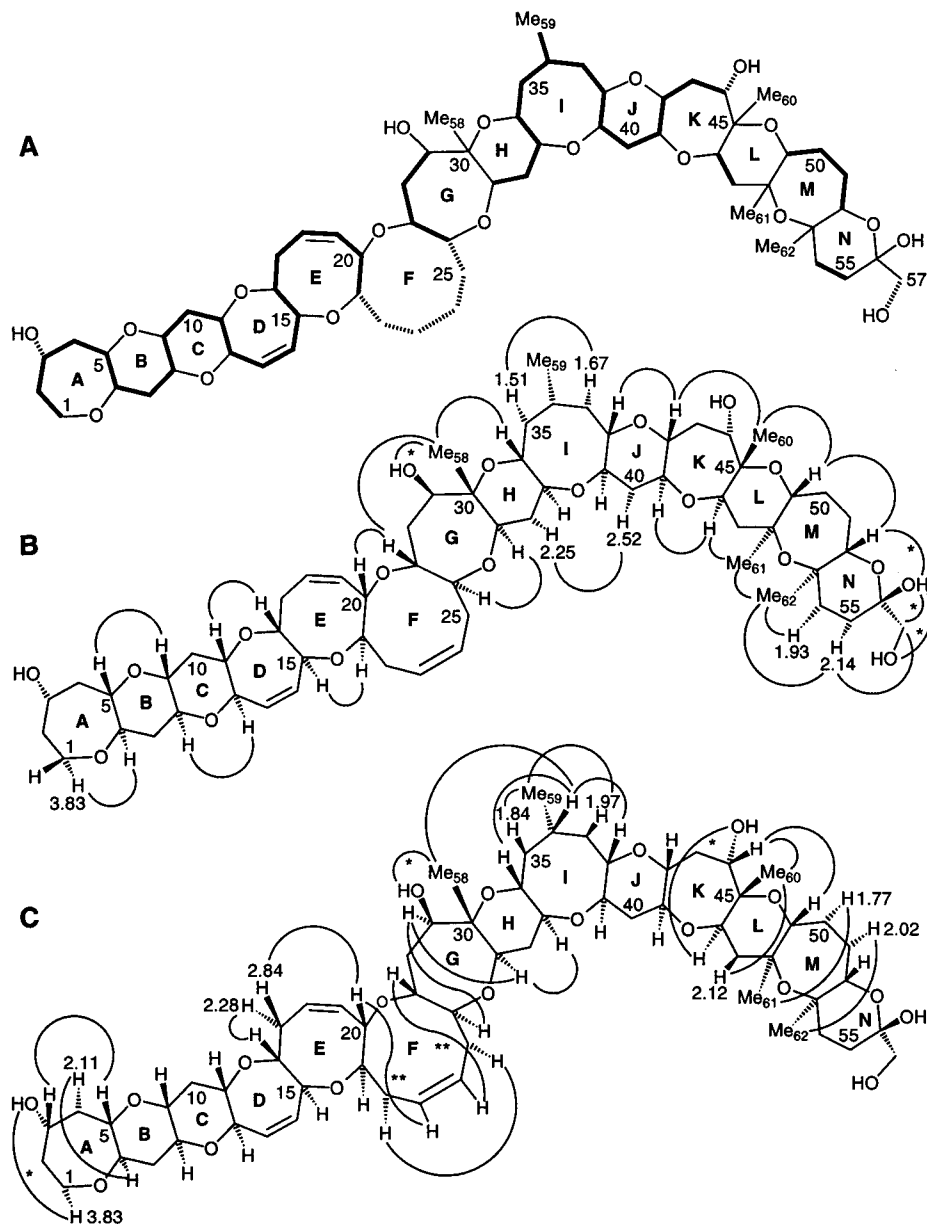 A
Me59
OH
35
I
O
J
40
O
K
45
Me60
O
L
50
M
O
Me61
Me62
N
55
O
OH
57
HO
HO
Me58
O
H
30
G
O
O
25
F
20
E
O
15
D
O
10
C
O
B
O
5
A
1
O
HO
B
Me59
1.67
H
1.51
H
35
I
H
O
H
J
40
H
OH
K
45
Me60
O
L
H
50
M
H
Me61
O
Me62
N
55
O
OH
*
*
*
HO
H
1.93
H
2.14
H
2.52
H
H
2.25
H
Me58
*
HO
O
H
30
G
O
H
H
25
F
H
20
E
O
15
H
H
D
O
H
H
10
C
O
H
H
B
O
H
5
A
1
O
HO
H
H
H
3.83
C
Me59
H
1.97
H
H
1.84
H
35
I
O
H
J
40
O
H
K
45
*
OH
H
Me60
O
L
H
H
1.77
50
H
2.02
M
H
N
55
O
OH
HO
Me61
Me62
H
2.12
Me58
*
HO
H
30
G
O
H
H
F
**
**
H
H
H
H
2.84
H
2.28
H
H
20
E
O
15
H
D
O
H
10
C
O
H
B
O
5
A
1
O
HO
H
H
2.11
H
*
H
H 3.83